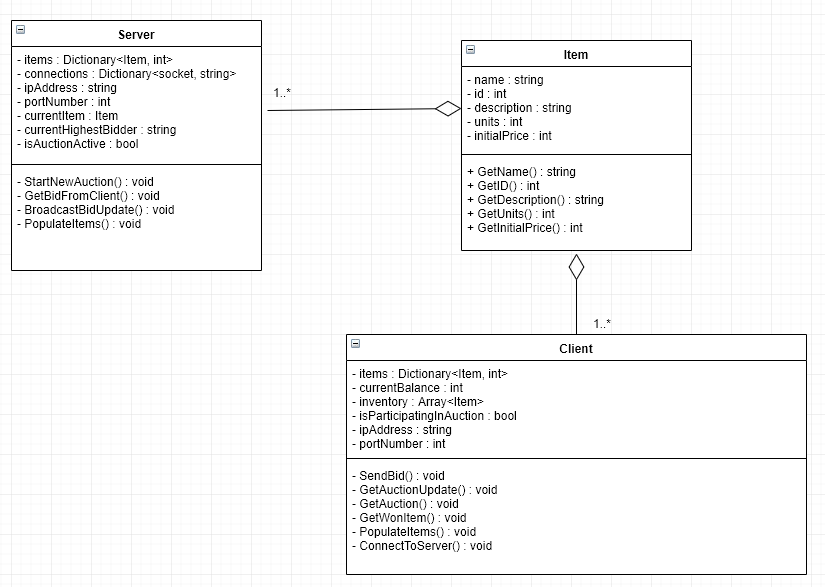 Server
- items : Dictionary<Item, int>
- connections : Dictionary<socket, string>
- ipAddress : string
- portNumber : int
- currentItem : Item
- currentHighestBidder : string
- isAuctionActive : bool
- StartNewAuction() : void
- GetBidFromClient() : void
- BroadcastBidUpdate() : void
- PopulateItems() : void
1..*
Item
- name : string
- id : int
- description : string
- units : int
- initialPrice : int
+ GetName() : string
+ GetID() : int
+ GetDescription() : string
+ GetUnits() : int
+ GetInitialPrice() : int
1..*
Client
- items : Dictionary<Item, int>
- currentBalance : int
- inventory : Array<Item>
- isParticipatingInAuction : bool
- ipAddress : string
- portNumber : int
- SendBid() : void
- GetAuctionUpdate() : void
- GetAuction() : void
- GetWonItem() : void
- PopulateItems() : void
- ConnectToServer() : void